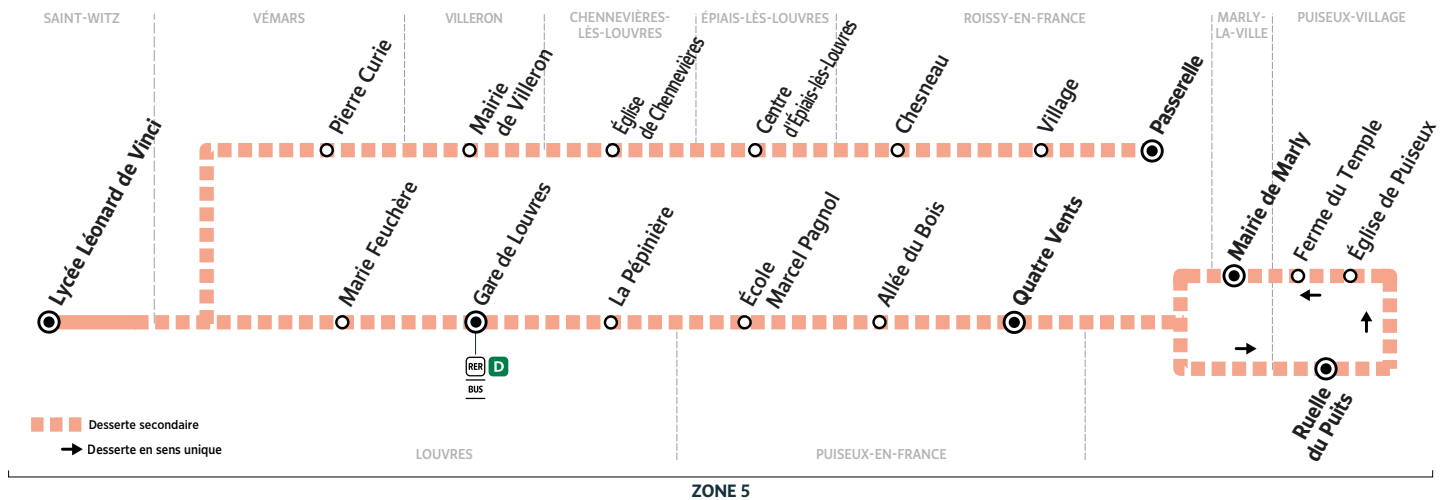 SAINT-WITZ
VÉMARS
VILLERON
CHENNEVIÈRES-
LÈS-LOUVRES
ÉPIAIS-LÈS-LOUVRES
ROISSY-EN-FRANCE
MARLY-
LA-VILLE
PUISEUX-VILLAGE
Pierre Curie
Mairie
de Villeron
Église
de Chennevières
Centre
d'Épiais-lès-Louvres
Chesneau
Village
Passerelle
Lycée Léonard de Vinci
Marie Feuchère
Gare de Louvres
La Pépinière
École
Marcel Pagnol
Allée du Bois
Quatre Vents
Mairie de Marly
Ferme du Temple
Église de Puiseux
RER D
BUS
Ruelle
du Puits
Desserte secondaire
Desserte en sens unique
LOUVRES
PUISEUX-EN-FRANCE
ZONE 5